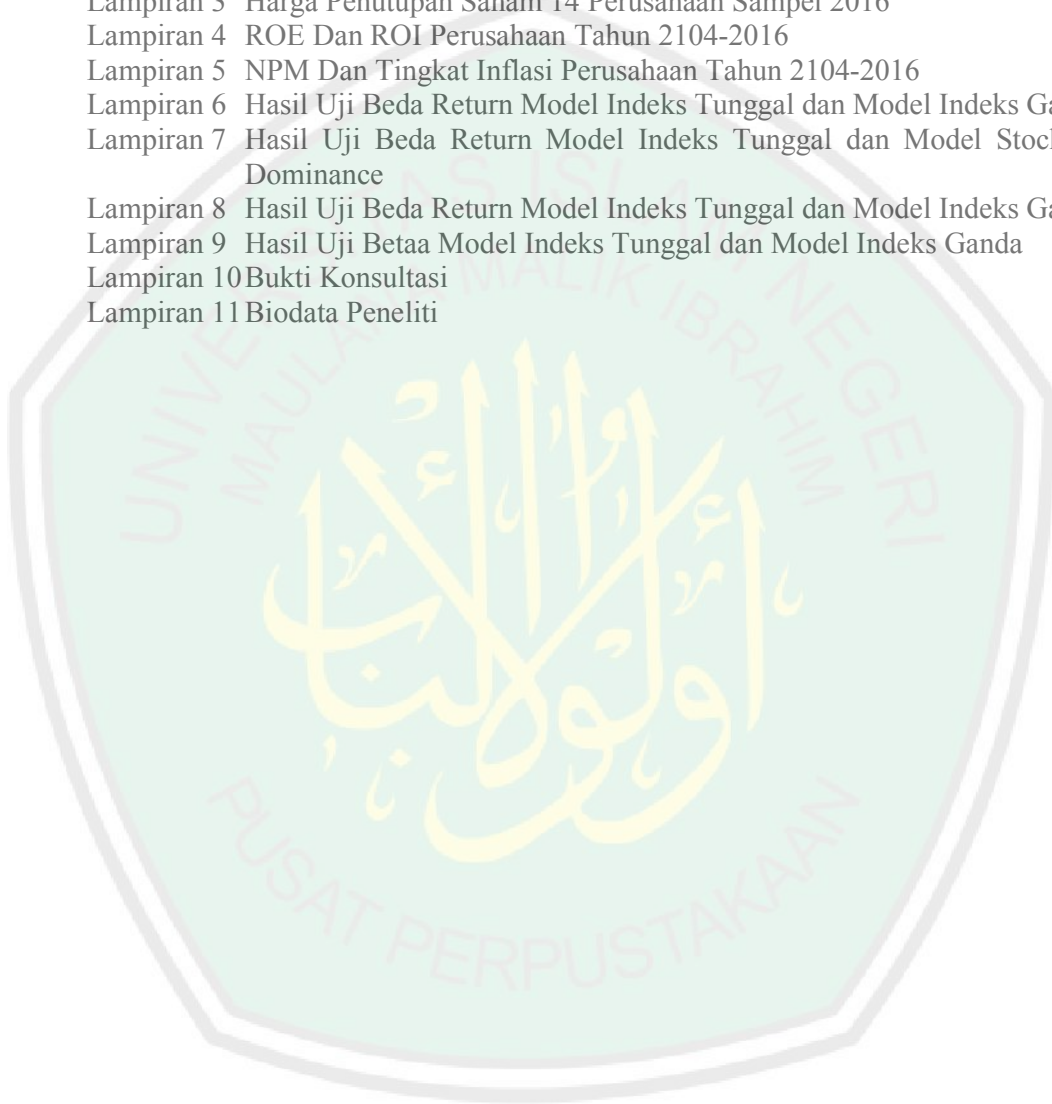 Lampiran 3 Harga Penutupan Saham 14 Perusahaan Sampel 2016
Lampiran 4 ROE Dan ROI Perusahaan Tahun 2104-2016
Lampiran 5 NPM Dan Tingkat Inflasi Perusahaan Tahun 2104-2016
Lampiran 6 Hasil Uji Beda Return Model Indeks Tunggal dan Model Indeks
Lampiran 7 Hasil Uji Beda Return Model Indeks Tunggal dan Model
Dominance
Lampiran 8 Hasil Uji Beda Return Model Indeks Tunggal dan Model Indeks
Lampiran 9 Hasil Uji Betaa Model Indeks Tunggal dan Model Indeks Ganda
Lampiran 10 Bukti Konsultasi
Lampiran 11 Biodata Peneliti
UNIVERSITAS ISLAM NEGERI
MAULANA MALIK IBRAHIM
أولوا الألباب
PUSAT PERPUSTAKAAN